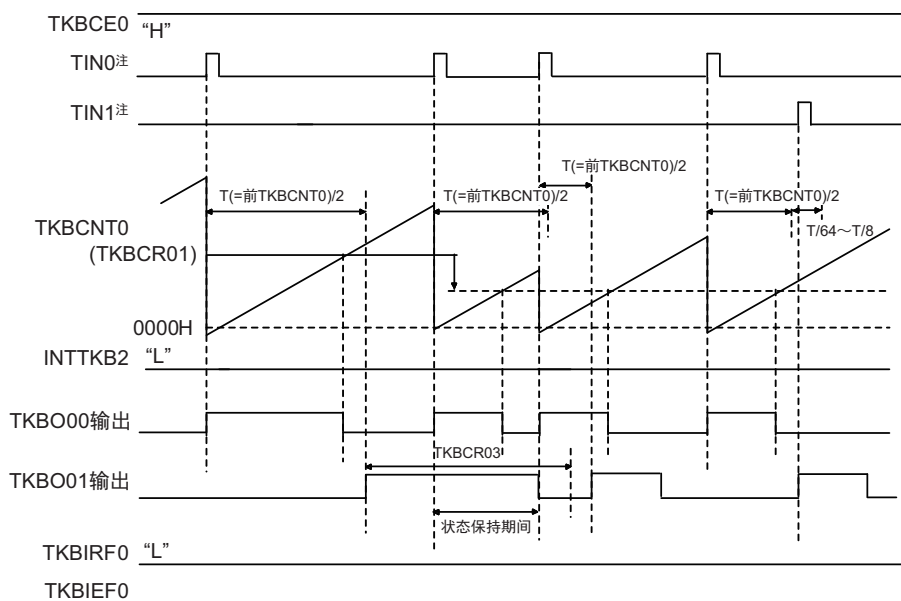 TKBCE0 “H”
TIN0注
TIN1注
T(=前TKBCNT0)/2
T(=前TKBCNT0)/2
T(=前TKBCNT0)/2
T(=前TKBCNT0)/2
TKBCNT0
(TKBCR01)
T/64～T/8
0000H
INTTKB2 “L”
TKBO00输出
TKBCR03
TKBO01输出
状态保持期间
TKBIRF0 “L”
TKBIEF0